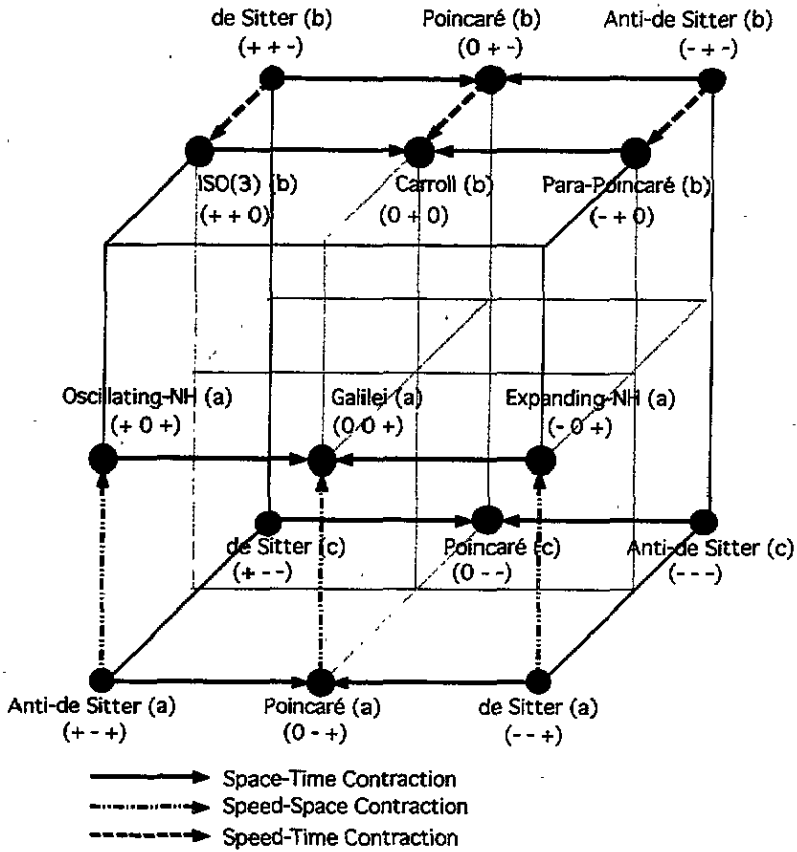 de Sitter (b) Poincaré (b) Anti-de Sitter (b)
(+ + -) (0 + -) (- + -)
ISO(3) (b) Carroll (b) Para-Poincaré (b)
(+ + 0) (0 + 0) (- + 0)
Oscillating-NH (a) Galilei (a) Expanding-NH (a)
(+ 0 +) (0 0 +) (- 0 +)
de Sitter (c) Poincaré (c) Anti-de Sitter (c)
(+ - -) (0 - -) (- - -)
Anti-de Sitter (a) Poincaré (a) de Sitter (a)
(+ - +) (0 - +) (- - +)
Space-Time Contraction
Speed-Space Contraction
Speed-Time Contraction